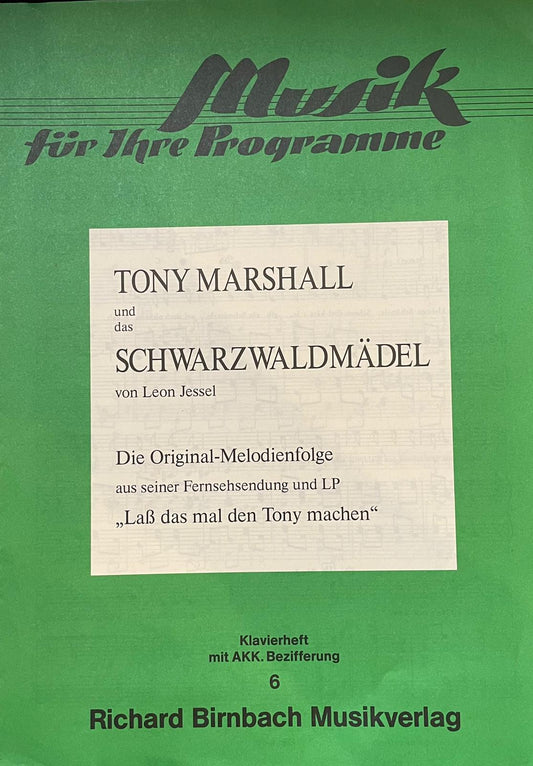 Musik
für Ihre Programme
TONY MARSHALL
und
das
SCHWARZWALDMÄDEL
von Leon Jessel
Die Original-Melodienfolge
aus seiner Fernsehsendung und LP
„Laß das mal den Tony machen“
Klavierheft
mit AKK. Bezifferung
6
Richard Birnbach Musikverlag